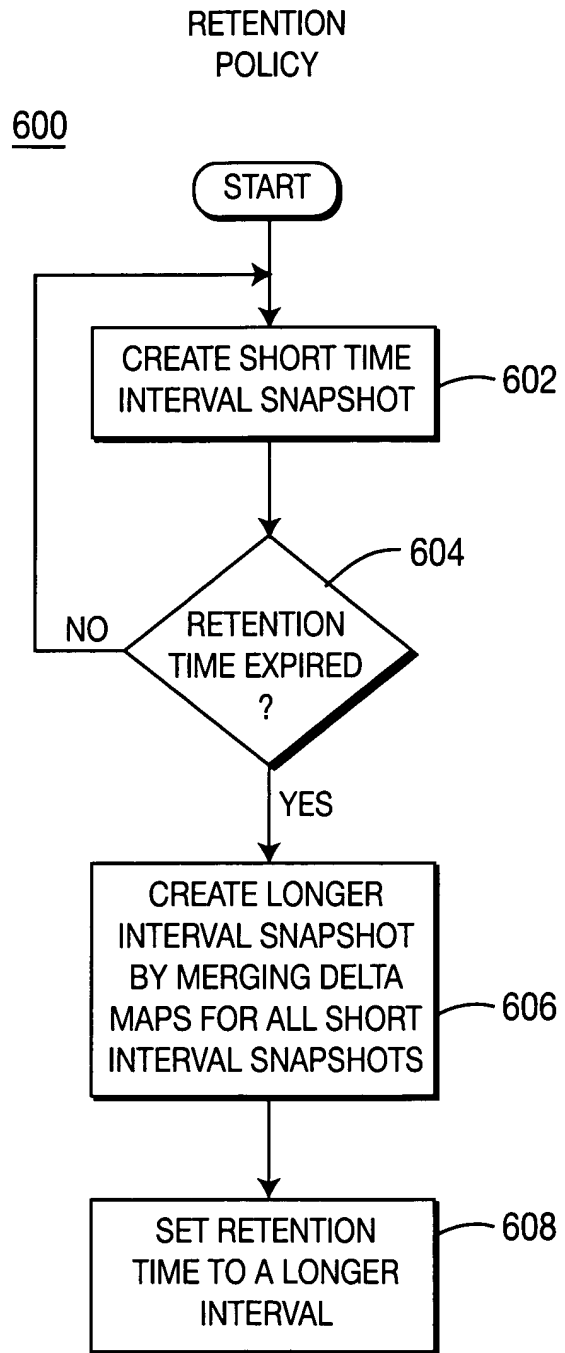 RETENTION
POLICY
600
START
CREATE SHORT TIME
INTERVAL SNAPSHOT
602
604
RETENTION
TIME EXPIRED
?
NO
YES
CREATE LONGER
INTERVAL SNAPSHOT
BY MERGING DELTA
MAPS FOR ALL SHORT
INTERVAL SNAPSHOTS
606
SET RETENTION
TIME TO A LONGER
INTERVAL
608